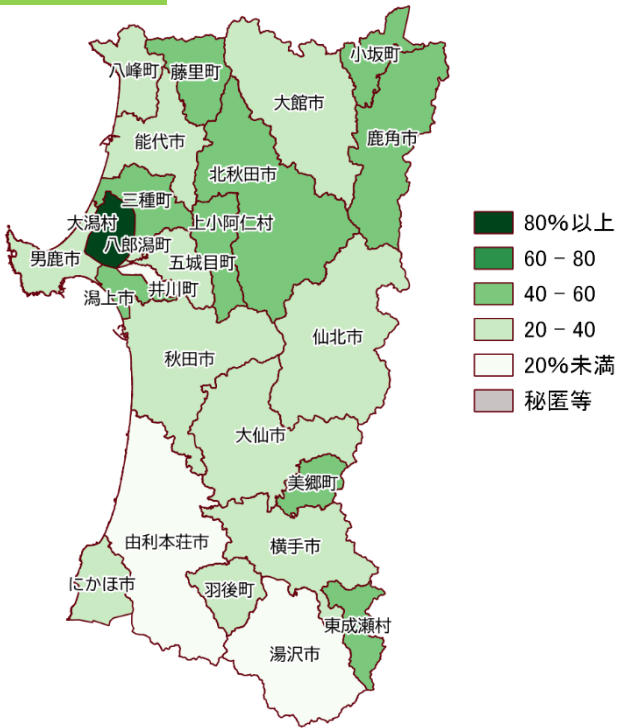 小坂町
八峰町
藤里町
大館市
鹿角市
能代市
北秋田市
三種町
大潟村
上小阿仁村
八郎潟町
男鹿市
五城目町
井川町
潟上市
仙北市
秋田市
大仙市
美郷町
由利本荘市
横手市
にかほ市
羽後町
東成瀬村
湯沢市
80%以上
60 - 80
40 - 60
20 - 40
20%未満
秘匿等